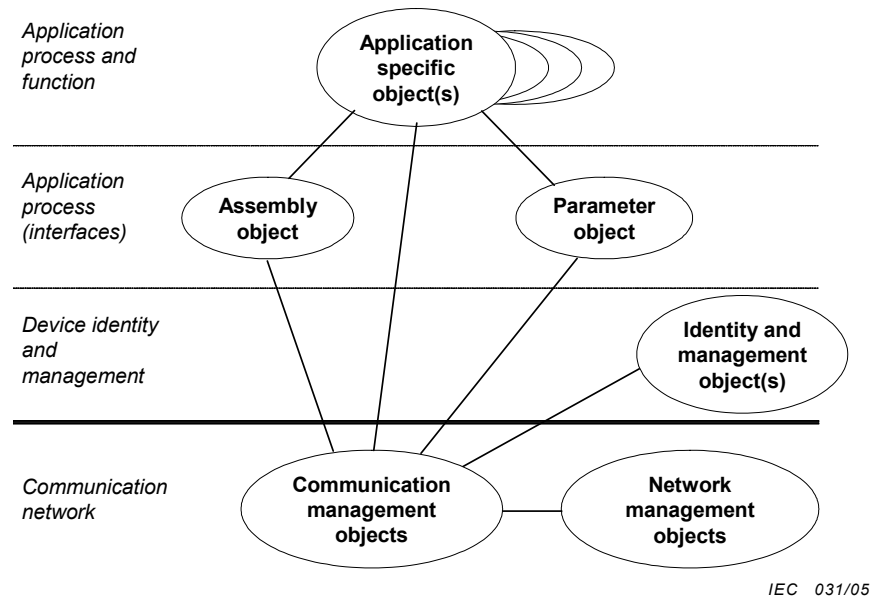 Application
process and
function
Application
specific
object(s)
Application
process
(interfaces)
Assembly
object
Parameter
object
Device identity
and
management
Identity and
management
object(s)
Communication
network
Communication
management
objects
Network
management
objects
IEC 031/05